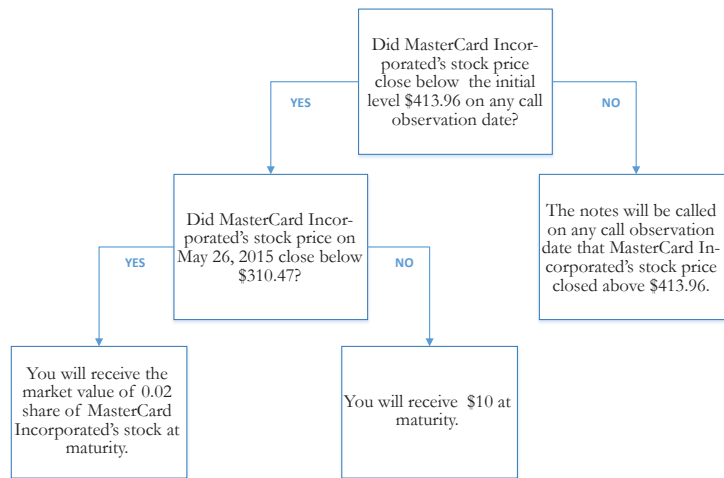 Did MasterCard Incor-
porated's stock price
close below the initial
level $413.96 on any call
observation date?
YES
NO
Did MasterCard Incor-
porated's stock price on
May 26, 2015 close below
$310.47?
The notes will be called
on any call observation
date that MasterCard In-
corporated's stock price
closed above $413.96.
YES
NO
You will receive the
market value of 0.02
share of MasterCard
Incorporated's stock at
maturity.
You will receive $10 at
maturity.